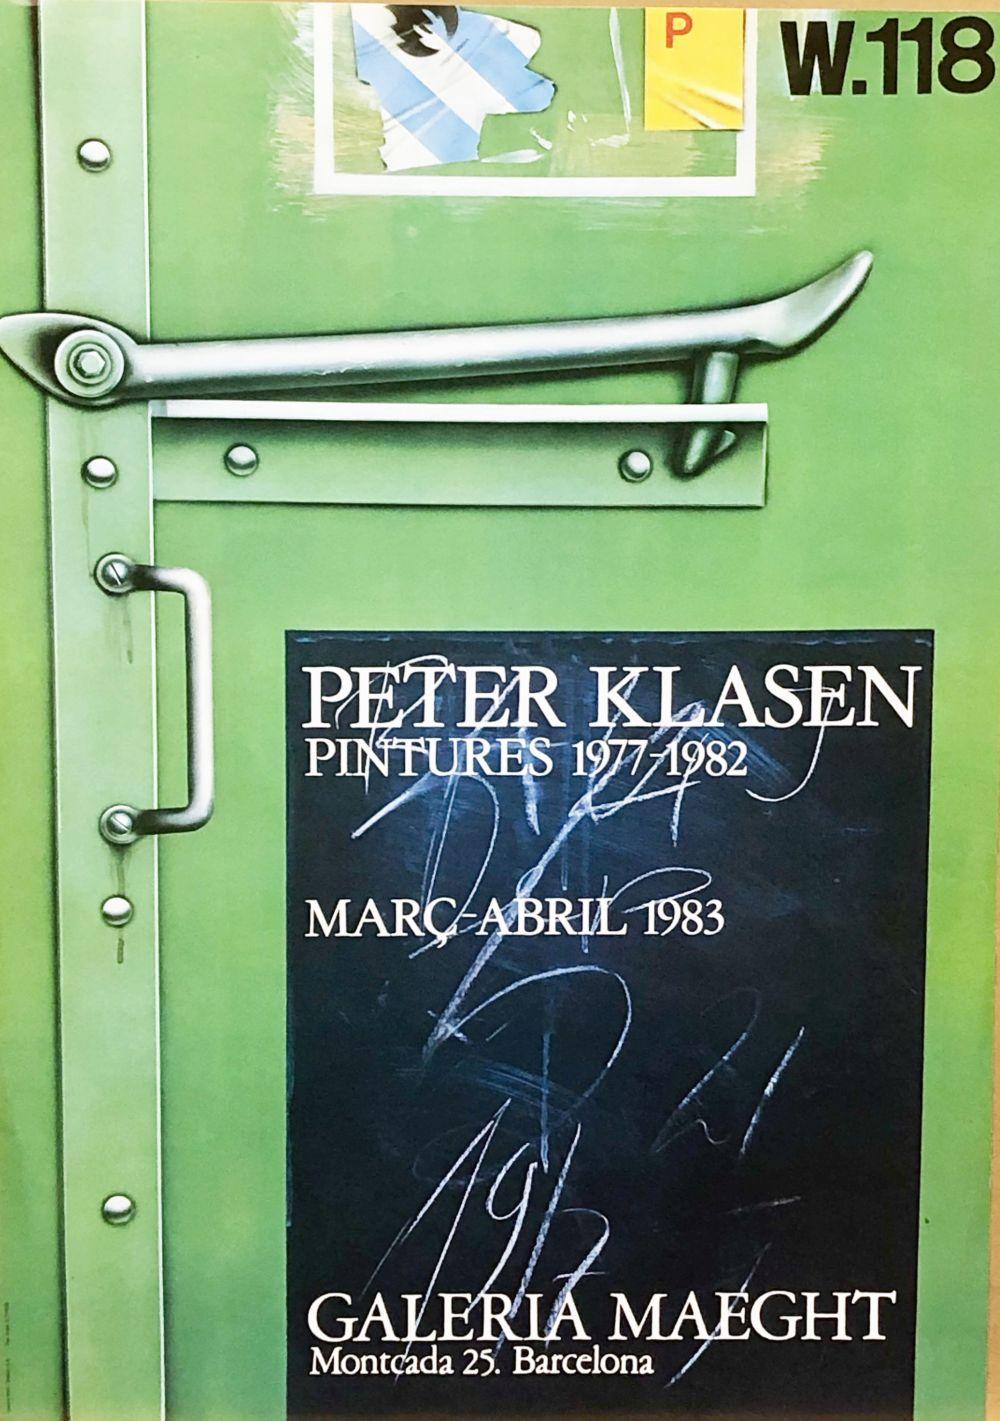 P
W.118
PETER KLASEN
PINTURES 1977-1982
MARÇ-ABRIL 1983
GALERIA MAEGHT
Montcada 25. Barcelona